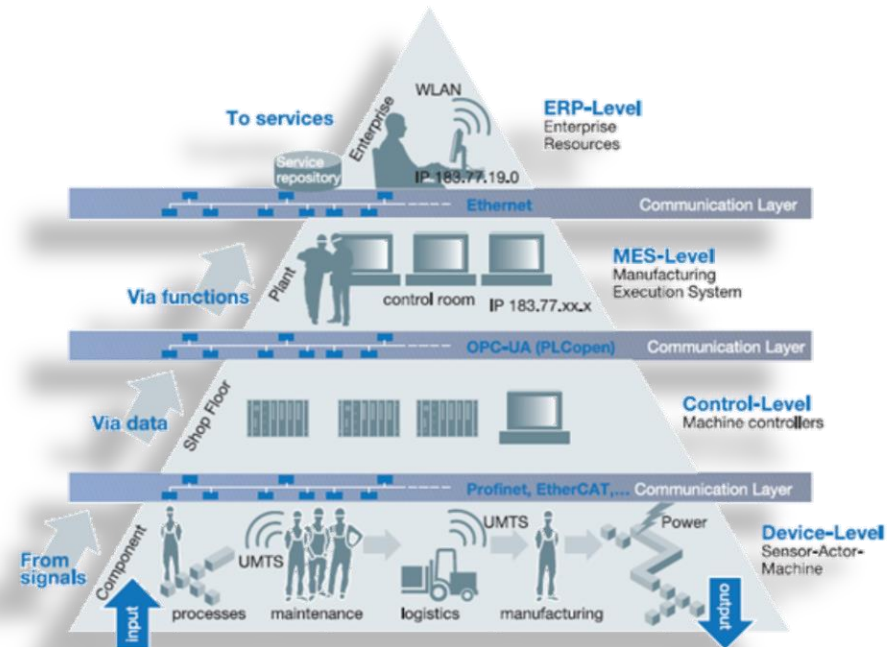 WLAN
Enterprise
To services
Service
repository
IP 183.77.19.0
ERP-Level
Enterprise
Resources
Ethernet
Communication Layer
Via functions
Plant
control room
IP 183.77.xx.x
MES-Level
Manufacturing
Execution System
OPC-UA (PLCopen)
Communication Layer
Via data
Shop Floor
Control-Level
Machine controllers
Profinet, EtherCAT,...
Communication Layer
From
signals
Component
UMTS
UMTS
Power
Device-Level
Sensor-Actor-
Machine
input
processes
maintenance
logistics
manufacturing
output